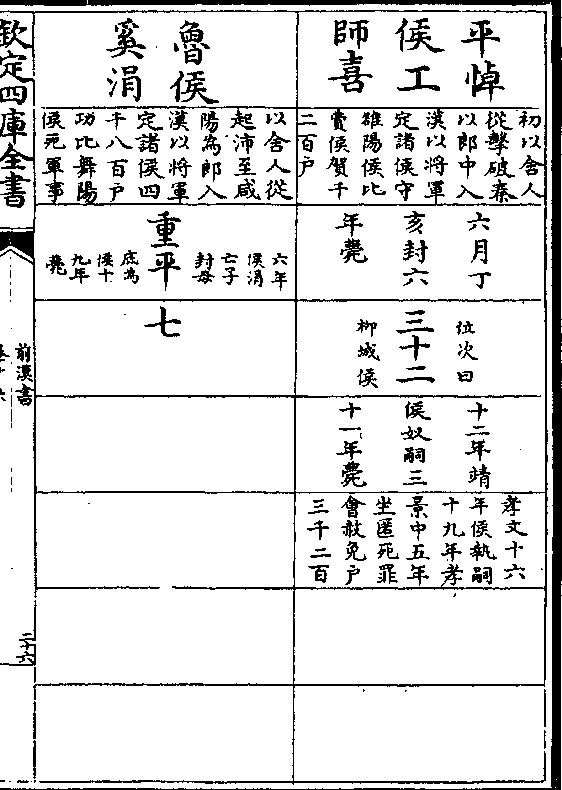 平悼
侯工
師喜
初以舍人
從擊破秦
以郎中入
漢以將軍
定諸侯守
雒陽侯比
費侯賀千
二百户
六月丁
亥封六
年薨
位次曰
三十二
柳城侯
十二年靖
侯奴嗣三
十一年薨
孝文十六
年侯執嗣
十九年孝
景中五年
坐匿死罪
會赦免户
三千二百
魯侯
奚涓
以舍人從
起沛至咸
陽為郎入
漢以將軍
定諸侯四
千八百户
功比舞陽
侯死軍事
六年
侯涓
亡子
封母
重平
底為
侯十
九年
薨
七
欽定四庫全書
前漢書
二十六